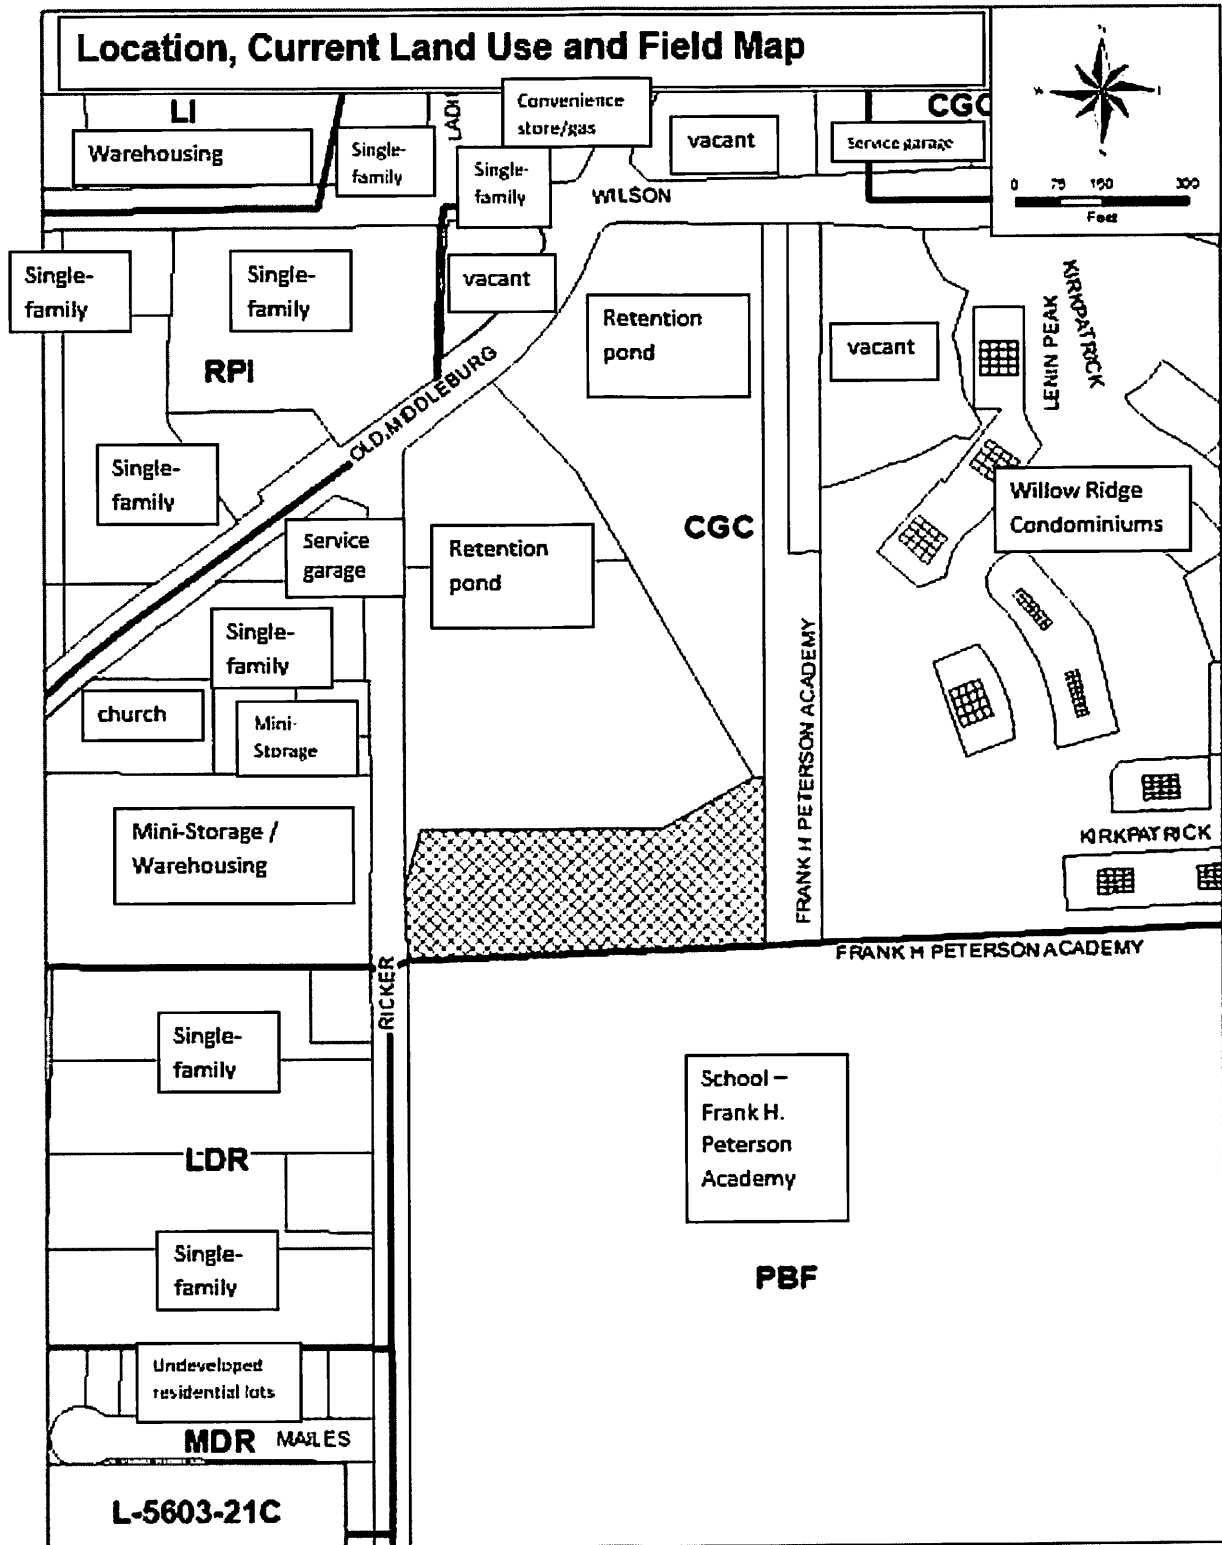 Location, Current Land Use and Field Map
LI
CGC
Convenience
store/gas
Warehousing
Single-
family
vacant
Service garage
Single-
family
WILSON
0 75 150 300
Feet
Single-
family
Single-
family
vacant
Retention
pond
vacant
LENIN PEAK
KIRKPATRICK
RPI
OLD MIDDLEBURG
Single-
family
Willow Ridge
Condominiums
CGC
Service
garage
Retention
pond
Single-
family
church
Mini-
Storage
FRANK H PETERSON ACADEMY
Mini-Storage /
Warehousing
KIRKPATRICK
FRANK H PETERSON ACADEMY
RICKER
Single-
family
School –
Frank H.
Peterson
Academy
LDR
Single-
family
PBF
Undeveloped
residential lots
MDR
MAILES
L-5603-21C